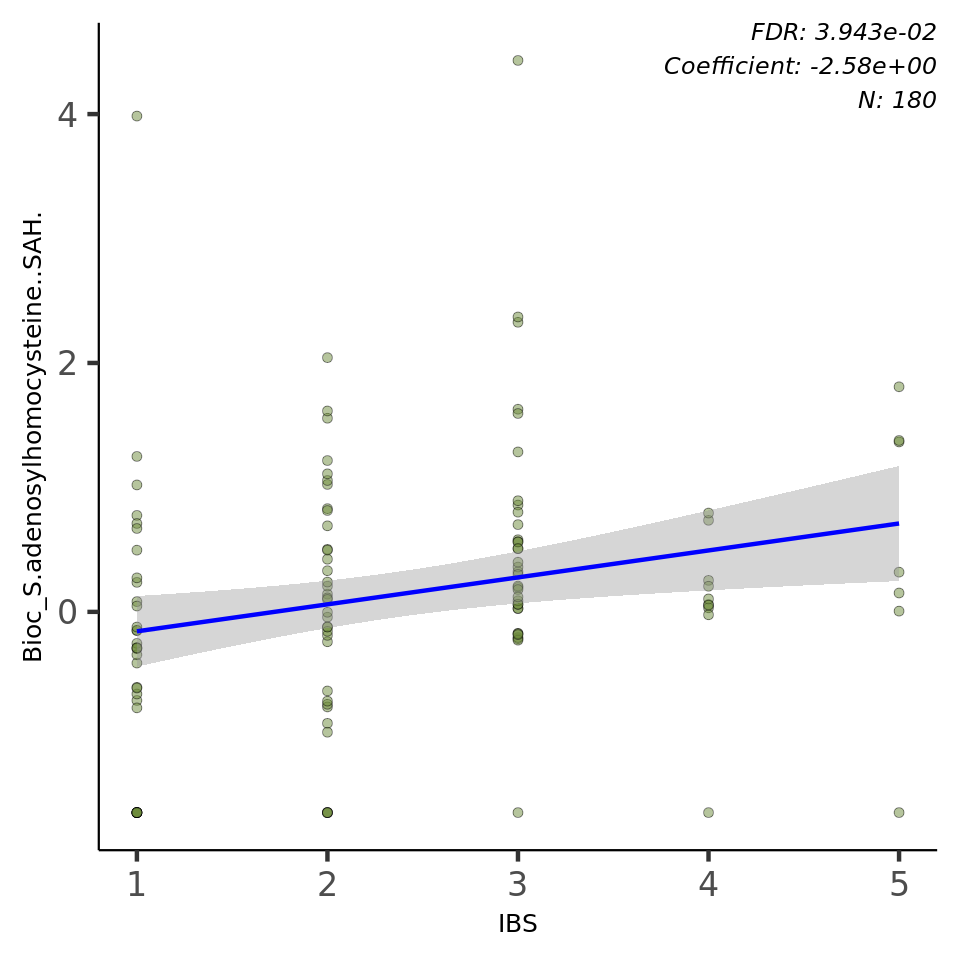 FDR: 3.943e-02
Coefficient: -2.58e+00
N: 180
Bioc_S.adenosylhomocysteine..SAH.
4
2
0
1 2 3 4 5
IBS